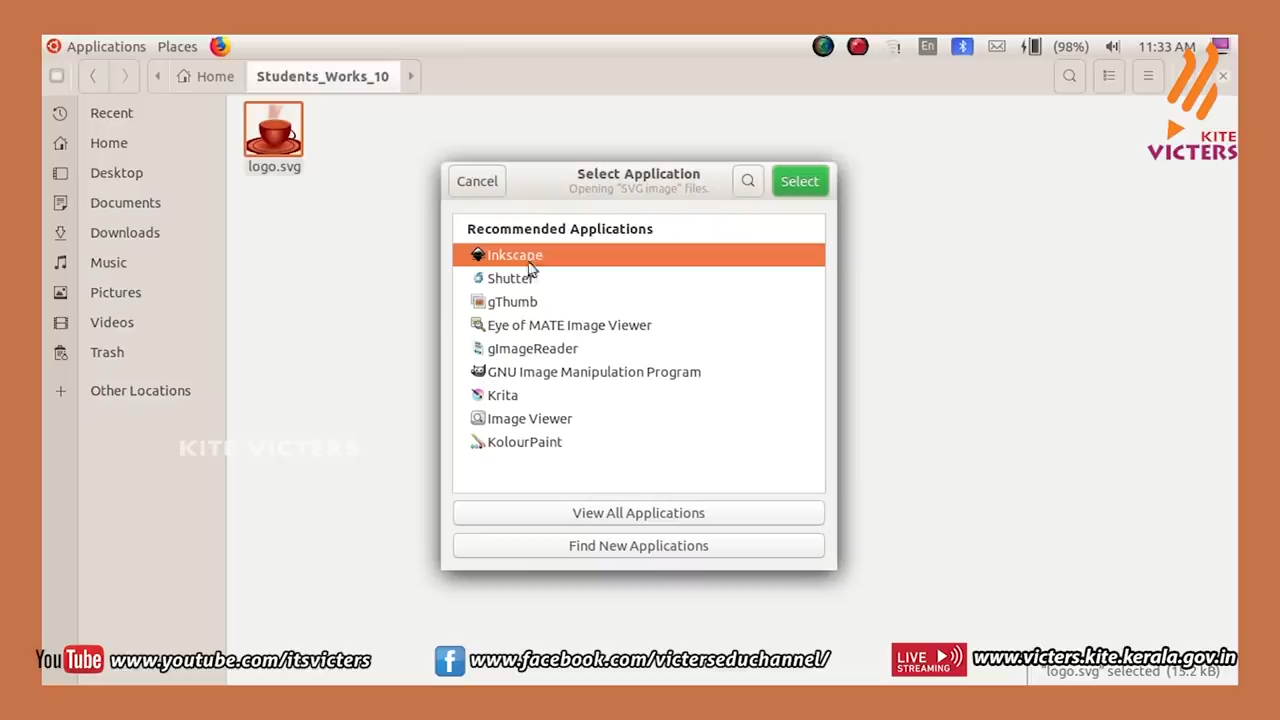 Applications Places En (98%) 11:33 AM
Home Students_Works_10
KITE
VICTERS
Recent
Home
Desktop
Documents
Downloads
Music
Pictures
Videos
Trash
Other Locations
logo.svg
Cancel Select Application Select
Opening "SVG image" files.
Recommended Applications
Inkscape
Shutter
gThumb
Eye of MATE Image Viewer
gImageReader
GNU Image Manipulation Program
Krita
Image Viewer
KolourPaint
View All Applications
Find New Applications
KITE VICTERS
YouTube www.youtube.com/itsvicters
f www.facebook.com/victerseduchannel/
LIVE STREAMING www.victers.kite.kerala.gov.in
"logo.svg" selected (15.2 kB)